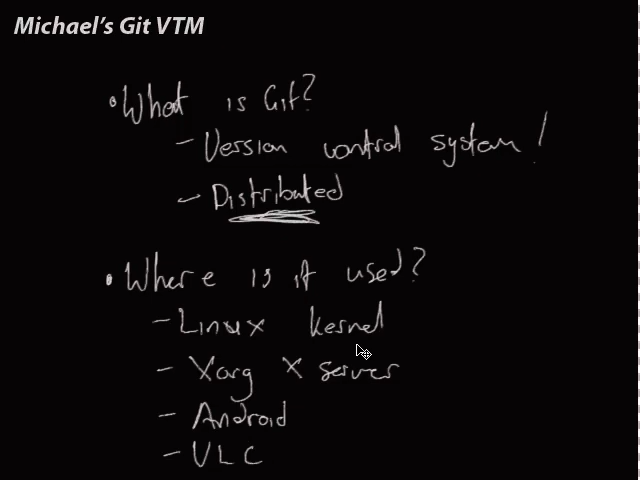 Michael's Git VTM
• What is Git?
- Version control system!
- Distributed
• Where is it used?
- Linux kernel
- Xorg X server
- Android
- VLC